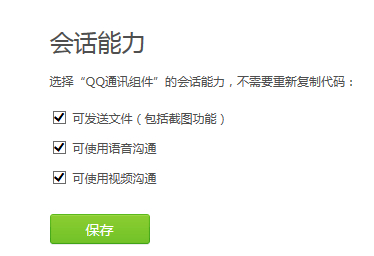 会话能力
选择“QQ通讯组件”的会话能力，不需要重新复制代码：
可发送文件（包括截图功能）
可使用语音沟通
可使用视频沟通
保存